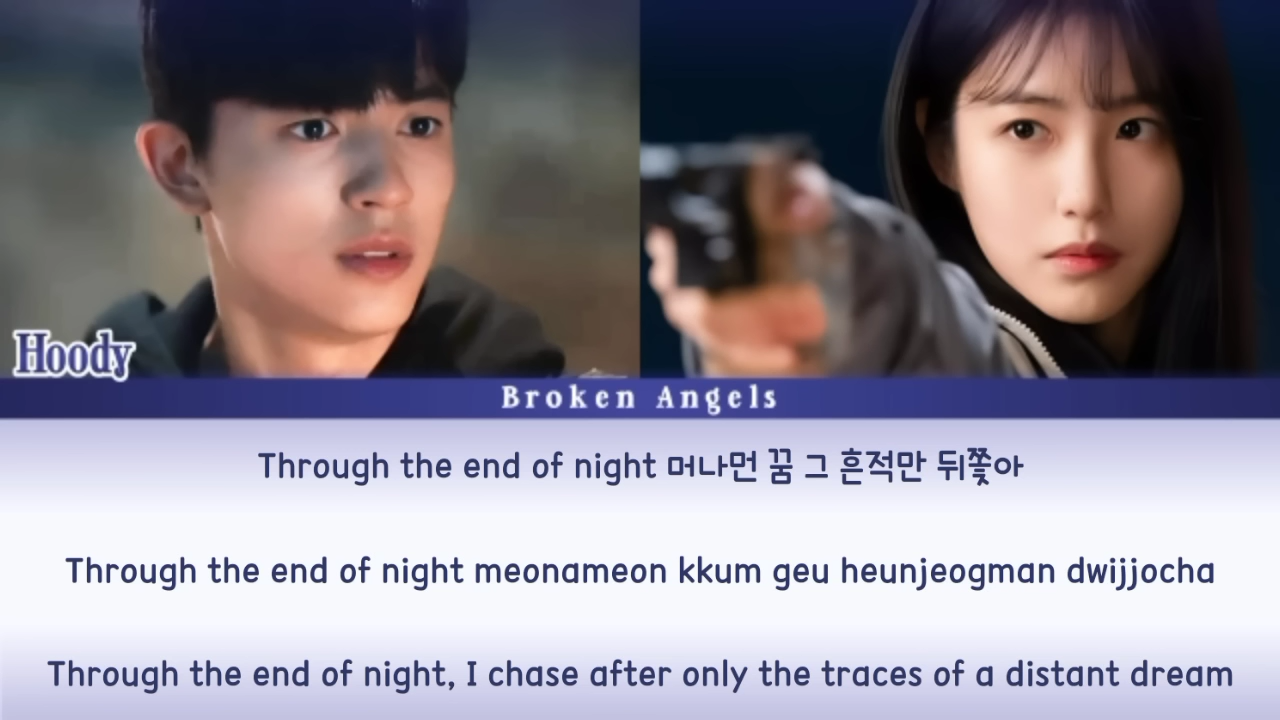 Hoody
Broken Angels
Through the end of night 머나먼 꿈 그 흔적만 뒤쫓아
Through the end of night meonameon kkum geu heunjeogman dwijjocha
Through the end of night, I chase after only the traces of a distant dream